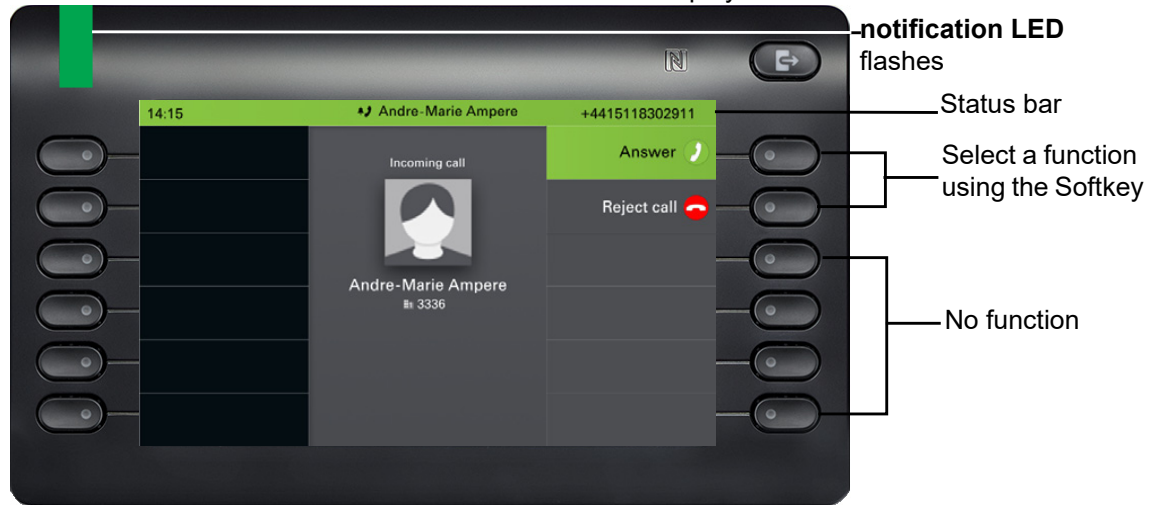 notification LED
flashes
14:15
Andre-Marie Ampere
+4415118302911
Status bar
Incoming call
Answer
Select a function
using the Softkey
Reject call
Andre-Marie Ampere
3336
No function